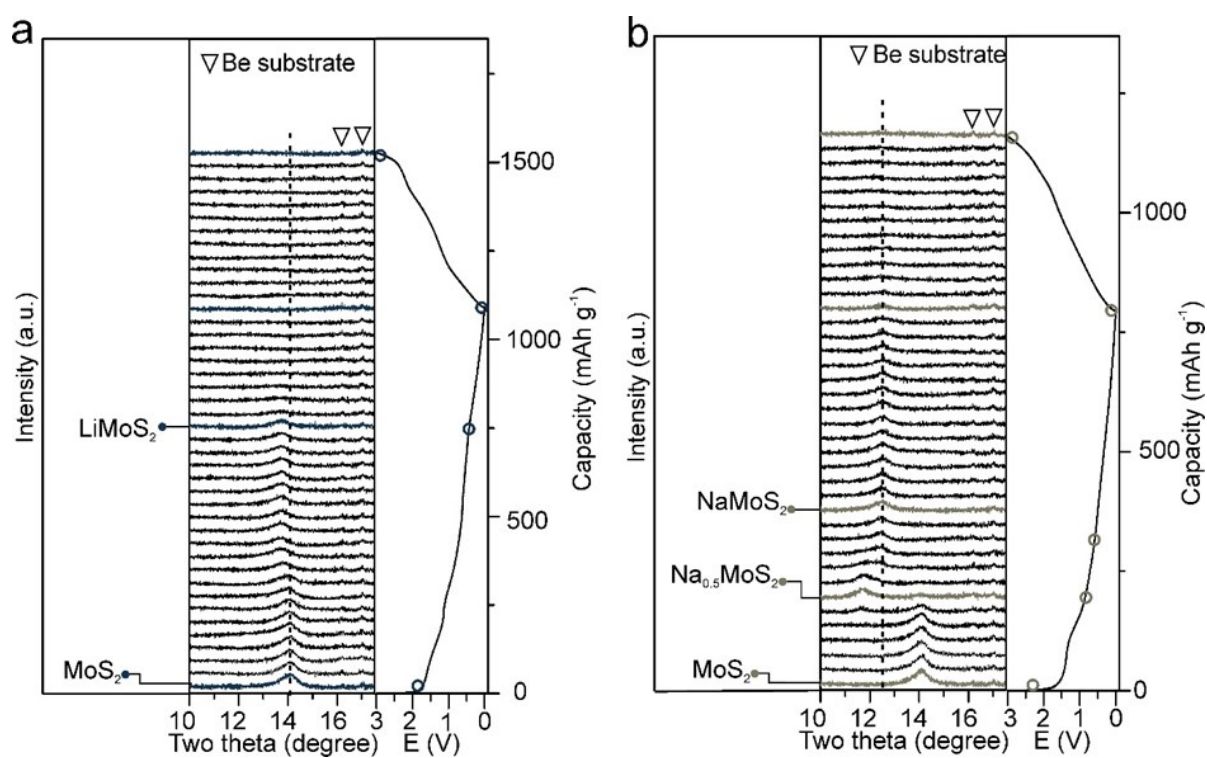 a
▽ Be substrate
▽ ▽
Intensity (a.u.)
LiMoS₂
MoS₂
1500
1000
500
0
Capacity (mAh g⁻¹)
10 12 14 16 3 2 1 0
Two theta (degree) E (V)
b
▽ Be substrate
▽ ▽
Intensity (a.u.)
NaMoS₂
Na₀.₅MoS₂
MoS₂
1000
500
0
Capacity (mAh g⁻¹)
10 12 14 16 3 2 1 0
Two theta (degree) E (V)